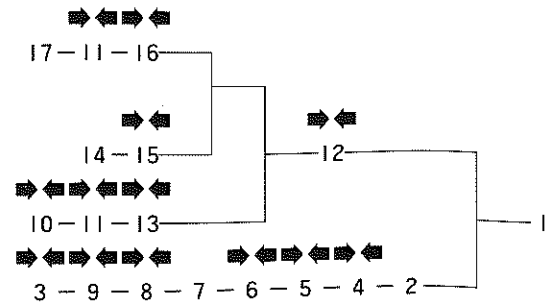 17 – 11 – 16
14 – 15
12
10 – 11 – 13
1
3 – 9 – 8 – 7 – 6 – 5 – 4 – 2